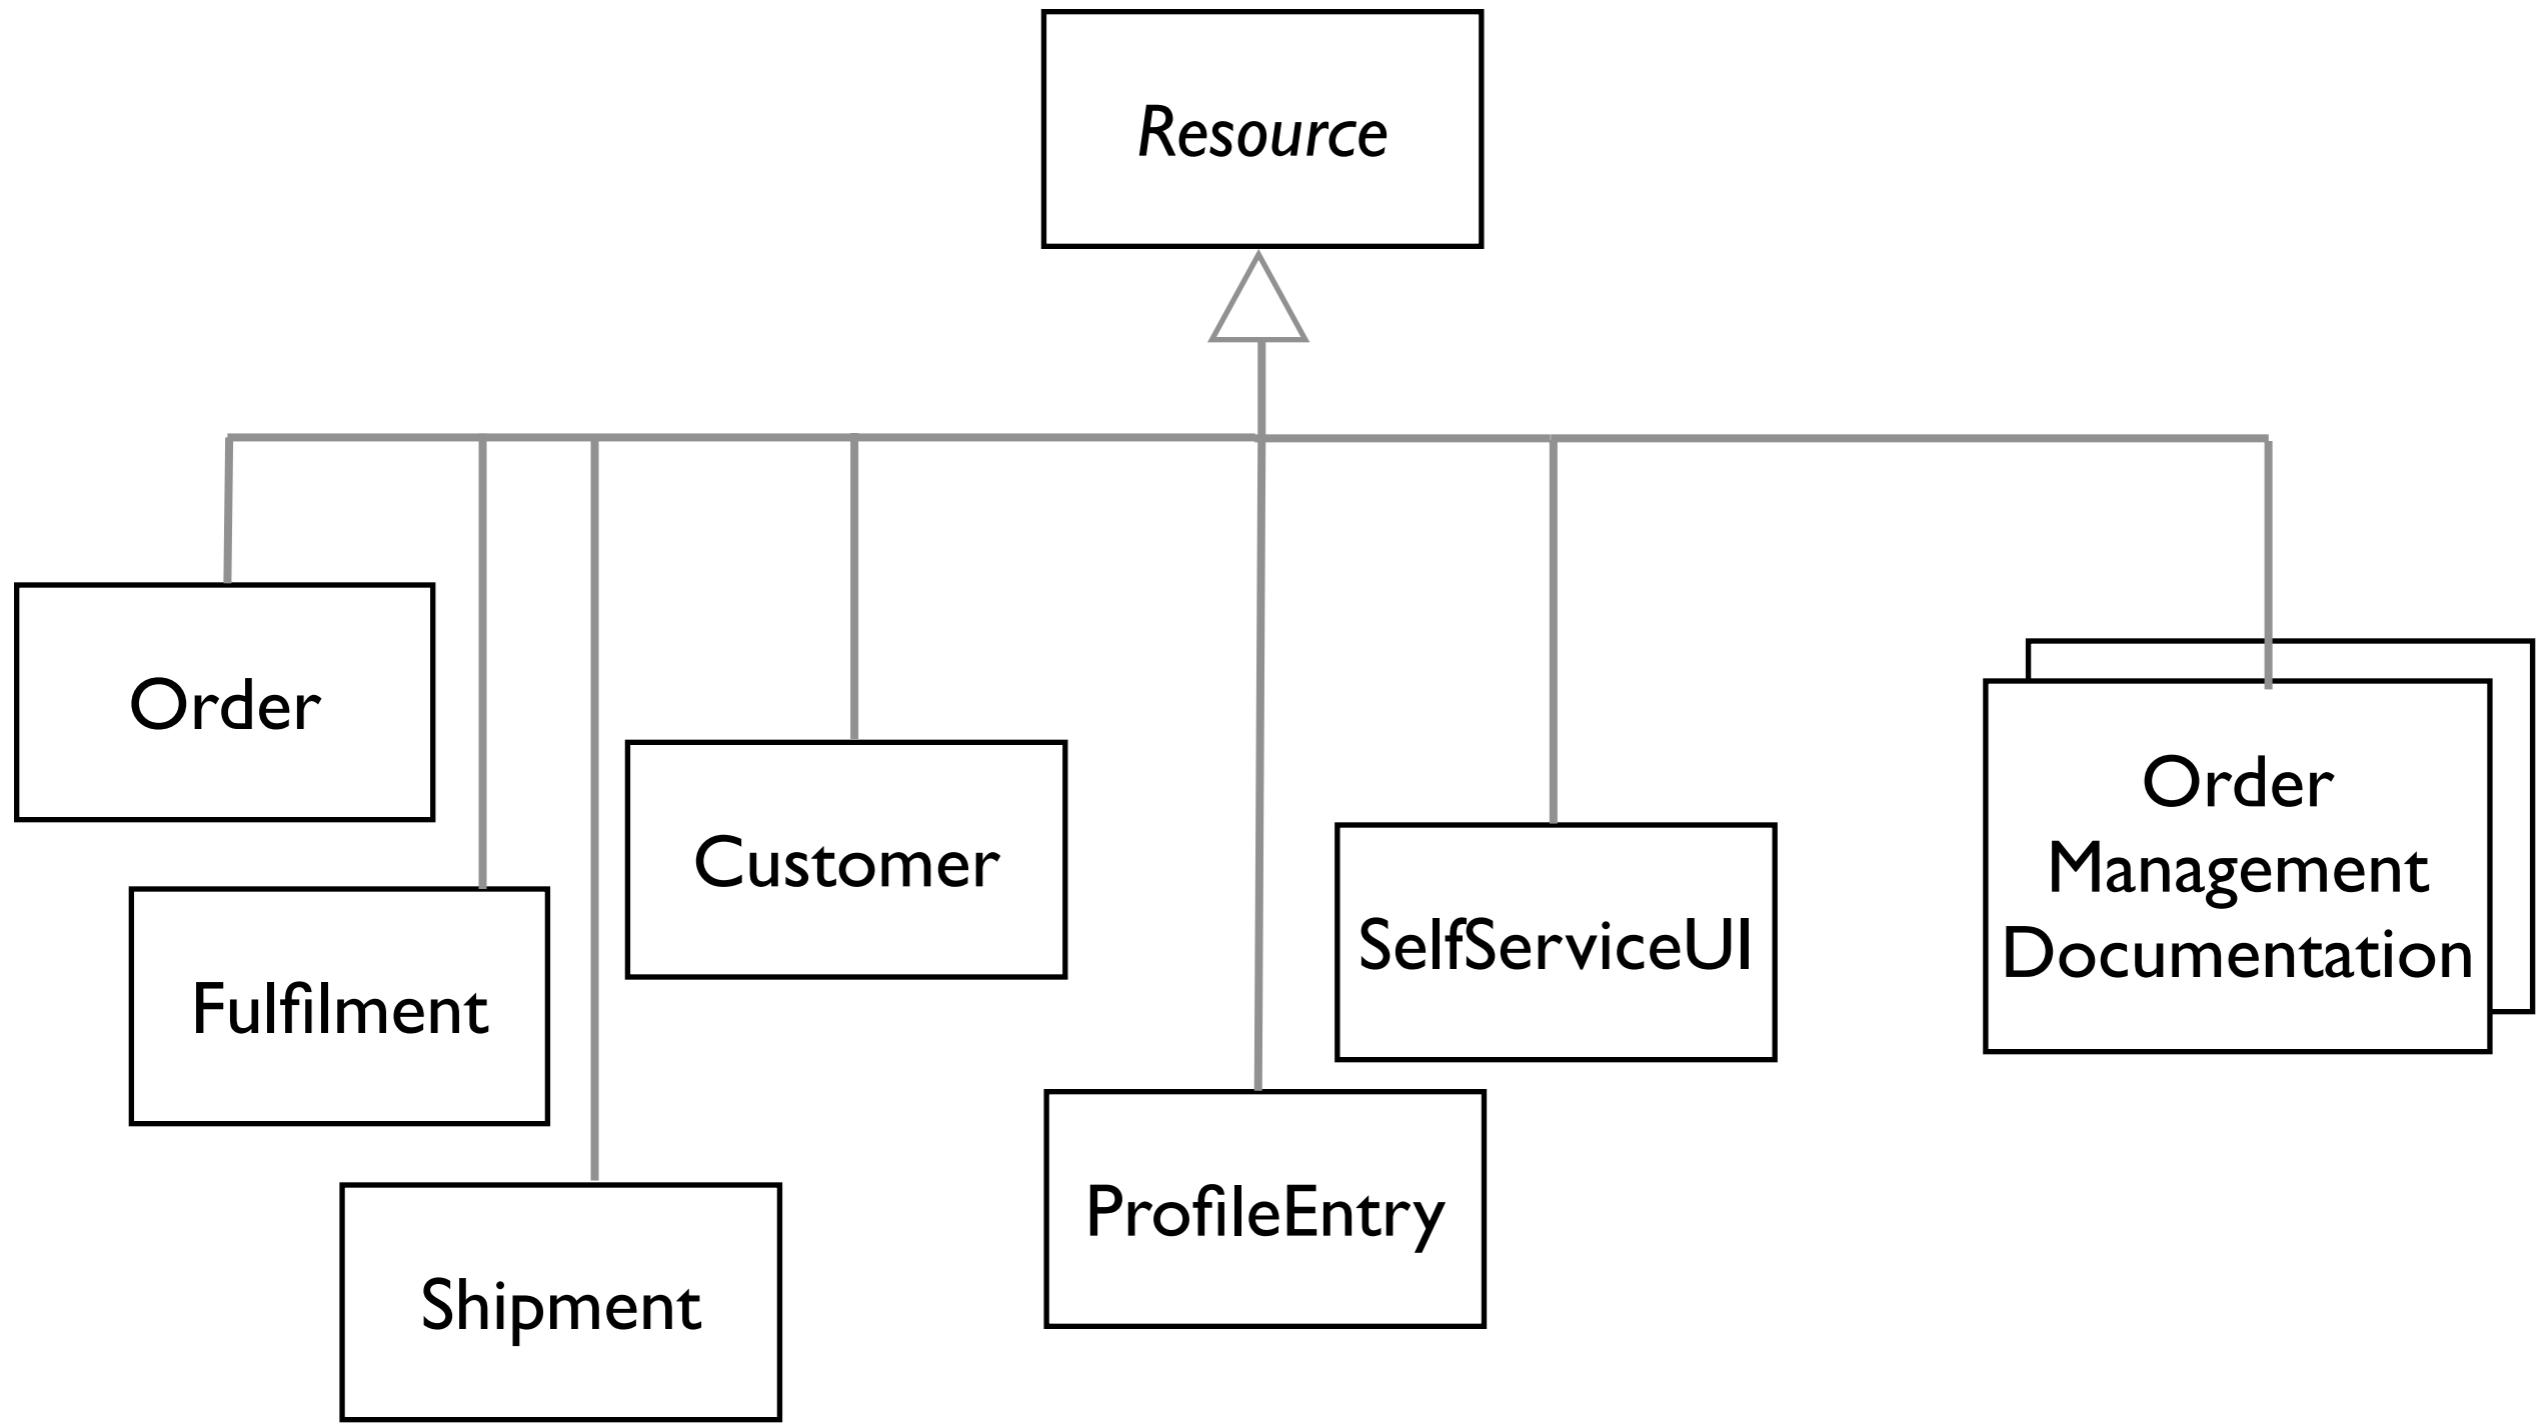 Resource
Order
Fulfilment
Shipment
Customer
ProfileEntry
SelfServiceUI
Order
Management
Documentation